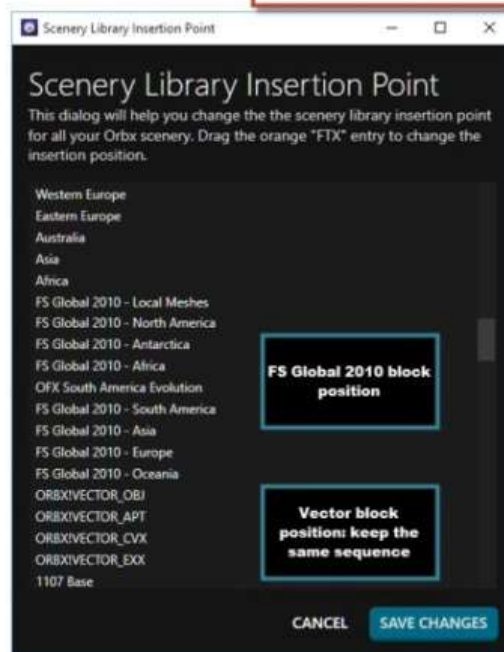 Scenery Library Insertion Point
Scenery Library Insertion Point
This dialog will help you change the the scenery library insertion point
for all your Orbx scenery. Drag the orange "FTX" entry to change the
insertion position.
Western Europe
Eastern Europe
Australia
Asia
Africa
FS Global 2010 - Local Meshes
FS Global 2010 - North America
FS Global 2010 - Antarctica
FS Global 2010 - Africa
OFX South America Evolution
FS Global 2010 - South America
FS Global 2010 - Asia
FS Global 2010 - Europe
FS Global 2010 - Oceania
ORBX!VECTOR_OBJ
ORBX!VECTOR_APT
ORBX!VECTOR_CVX
ORBX!VECTOR_EXX
1107 Base
FS Global 2010 block
position
Vector block
position: keep the
same sequence
CANCEL
SAVE CHANGES